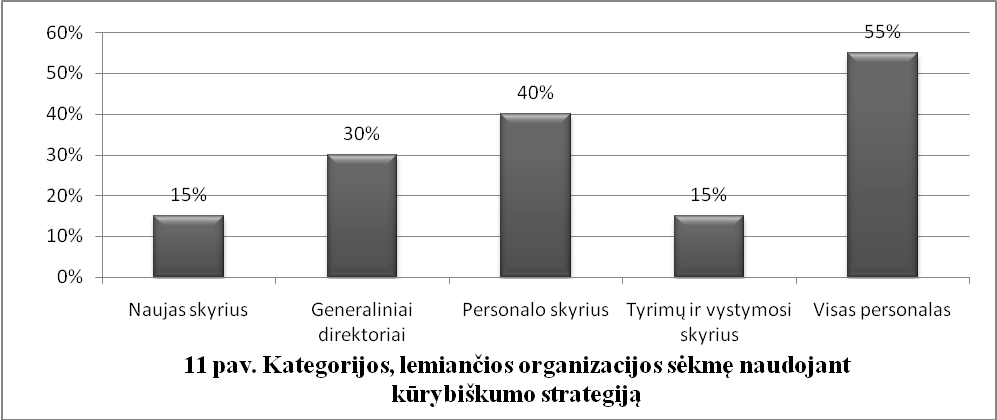 60%
50%
40%
30%
20%
10%
0%
15%
30%
40%
15%
55%
Naujas skyrius
Generaliniai
direktoriai
Personalo skyrius
Tyrimų ir vystymosi
skyrius
Visas personalas
11 pav. Kategorijos, lemiančios organizacijos sėkmę naudojant
kūrybiškumo strategiją